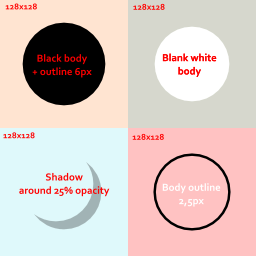 128x128
128x128
Black body
+ outline 6px
Blank white
body
128x128
128x128
Shadow
around 25% opacity
Body outline
2,5px